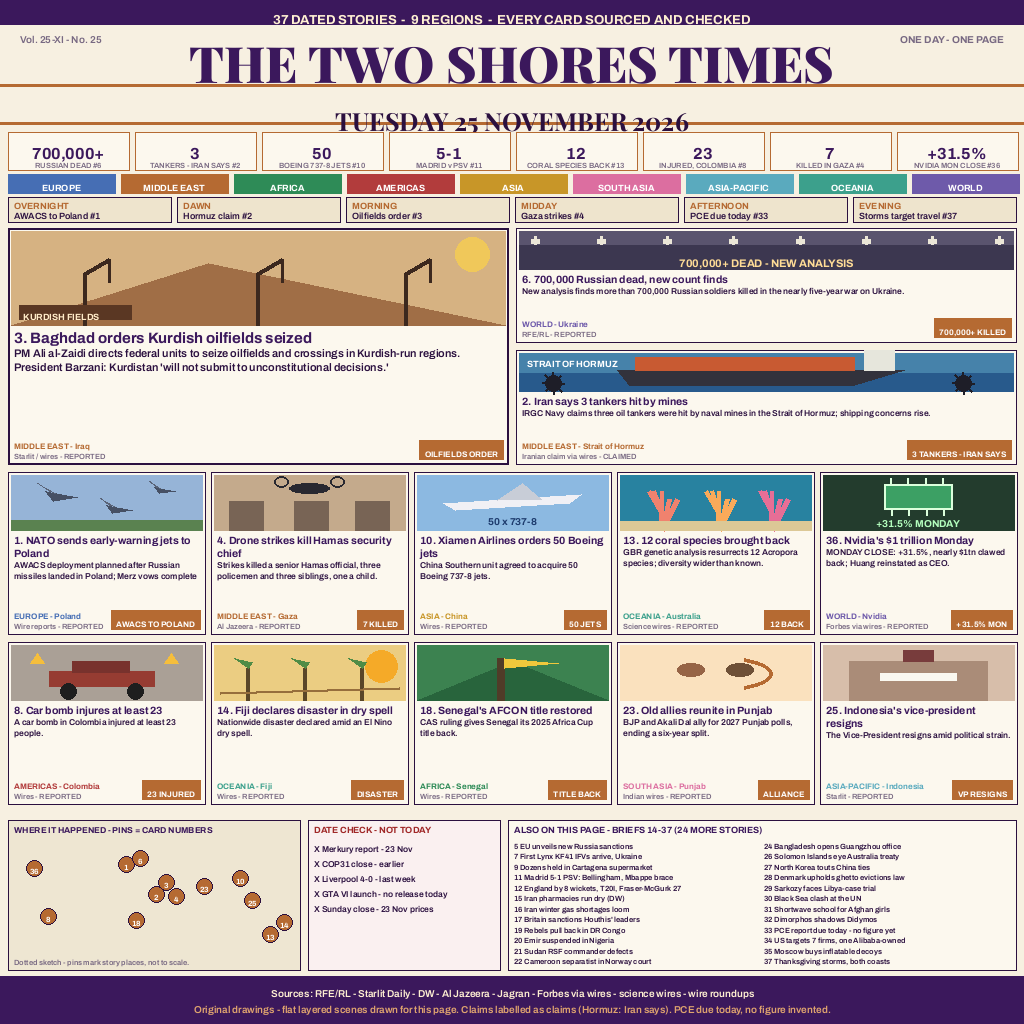 37 DATED STORIES - 9 REGIONS - EVERY CARD SOURCED AND CHECKED
Vol. 25-XI - No. 25
ONE DAY - ONE PAGE
THE TWO SHORES TIMES
TUESDAY 25 NOVEMBER 2026
700,000+
RUSSIAN DEAD #6
3
TANKERS - IRAN SAYS #2
50
BOEING 737-8 JETS #10
5-1
MADRID v PSV #11
12
CORAL SPECIES BACK #13
23
INJURED, COLOMBIA #8
7
KILLED IN GAZA #4
+31.5%
NVIDIA MON CLOSE #36
EUROPE
MIDDLE EAST
AFRICA
AMERICAS
ASIA
SOUTH ASIA
ASIA-PACIFIC
OCEANIA
WORLD
OVERNIGHT
AWACS to Poland #1
DAWN
Hormuz claim #2
MORNING
Oilfields order #3
MIDDAY
Gaza strikes #4
AFTERNOON
PCE due today #33
EVENING
Storms target travel #37
KURDISH FIELDS
3. Baghdad orders Kurdish oilfields seized
PM Ali al-Zaidi directs federal units to seize oilfields and crossings in Kurdish-run regions.
President Barzani: Kurdistan 'will not submit to unconstitutional decisions.'
MIDDLE EAST - Iraq
Starlit / wires - REPORTED
OILFIELDS ORDER
700,000+ DEAD - NEW ANALYSIS
6. 700,000 Russian dead, new count finds
New analysis finds more than 700,000 Russian soldiers killed in the nearly five-year war on Ukraine.
WORLD - Ukraine
RFE/RL - REPORTED
700,000+ KILLED
STRAIT OF HORMUZ
2. Iran says 3 tankers hit by mines
IRGC Navy claims three oil tankers were hit by naval mines in the Strait of Hormuz; shipping concerns rise.
MIDDLE EAST - Strait of Hormuz
Iranian claim via wires - CLAIMED
3 TANKERS - IRAN SAYS
1. NATO sends early-warning jets to
Poland
AWACS deployment planned after Russian
missiles landed in Poland; Merz vows complete
EUROPE - Poland
Wire reports - REPORTED
AWACS TO POLAND
4. Drone strikes kill Hamas security
chief
Strikes killed a senior Hamas official, three
policemen and three siblings, one a child.
MIDDLE EAST - Gaza
Al Jazeera - REPORTED
7 KILLED
50 x 737-8
10. Xiamen Airlines orders 50 Boeing
jets
China Southern unit agreed to acquire 50
Boeing 737-8 jets.
ASIA - China
Wires - REPORTED
50 JETS
13. 12 coral species brought back
GBR genetic analysis resurrects 12 Acropora
species; diversity wider than known.
OCEANIA - Australia
Science wires - REPORTED
12 BACK
+31.5% MONDAY
36. Nvidia's $1 trillion Monday
MONDAY CLOSE: +31.5%, nearly $1tn clawed
back; Huang reinstated as CEO.
WORLD - Nvidia
Forbes via wires - REPORTED
+31.5% MON
8. Car bomb injures at least 23
A car bomb in Colombia injured at least 23
people.
AMERICAS - Colombia
Wires - REPORTED
23 INJURED
14. Fiji declares disaster in dry spell
Nationwide disaster declared amid an El Nino
dry spell.
OCEANIA - Fiji
Wires - REPORTED
DISASTER
18. Senegal's AFCON title restored
CAS ruling gives Senegal its 2025 Africa Cup
title back.
AFRICA - Senegal
Wires - REPORTED
TITLE BACK
23. Old allies reunite in Punjab
BJP and Akali Dal ally for 2027 Punjab polls,
ending a six-year split.
SOUTH ASIA - Punjab
Indian wires - REPORTED
ALLIANCE
25. Indonesia's vice-president
resigns
The Vice-President resigns amid political strain.
ASIA-PACIFIC - Indonesia
Starlit - REPORTED
VP RESIGNS
WHERE IT HAPPENED - PINS = CARD NUMBERS
36
1
6
3
2
4
23
10
25
8
18
14
13
Dotted sketch - pins mark story places, not to scale.
DATE CHECK - NOT TODAY
X Merkury report - 23 Nov
X COP31 close - earlier
X Liverpool 4-0 - last week
X GTA VI launch - no release today
X Sunday close - 23 Nov prices
ALSO ON THIS PAGE - BRIEFS 14-37 (24 MORE STORIES)
5 EU unveils new Russia sanctions
7 First Lynx KF41 IFVs arrive, Ukraine
9 Dozens held in Cartagena supermarket
11 Madrid 5-1 PSV: Bellingham, Mbappe brace
12 England by 8 wickets, T20I, Fraser-McGurk 27
15 Iran pharmacies run dry (DW)
16 Iran winter gas shortages loom
17 Britain sanctions Houthis' leaders
19 Rebels pull back in DR Congo
20 Emir suspended in Nigeria
21 Sudan RSF commander defects
22 Cameroon separatist in Norway court
24 Bangladesh opens Guangzhou office
26 Solomon Islands eye Australia treaty
27 North Korea touts China ties
28 Denmark upholds ghetto evictions law
29 Sarkozy faces Libya-case trial
30 Black Sea clash at the UN
31 Shortwave school for Afghan girls
32 Dimorphos shadows Didymos
33 PCE report due today - no figure yet
34 US targets 7 firms, one Alibaba-owned
35 Moscow buys inflatable decoys
37 Thanksgiving storms, both coasts
Sources: RFE/RL - Starlit Daily - DW - Al Jazeera - Jagran - Forbes via wires - science wires - wire roundups
Original drawings - flat layered scenes drawn for this page. Claims labelled as claims (Hormuz: Iran says). PCE due today, no figure invented.